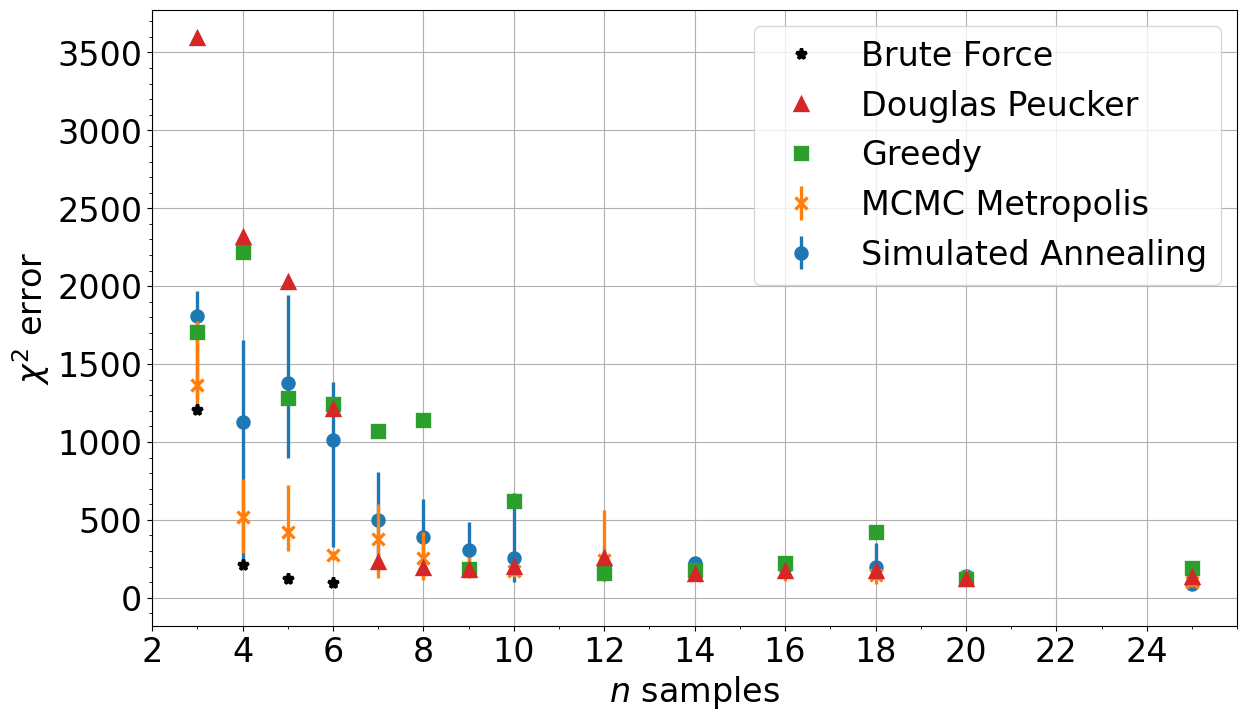 3500
3000
2500
2000
1500
1000
500
0
χ² error
2 4 6 8 10 12 14 16 18 20 22 24
n samples
Brute Force
Douglas Peucker
Greedy
MCMC Metropolis
Simulated Annealing